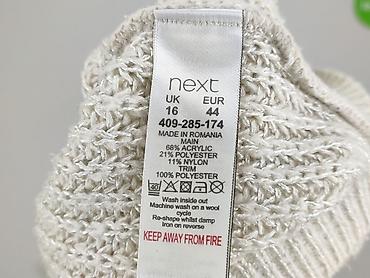 next
UK EUR
16 44
409-285-174
MADE IN ROMANIA
MAIN
68% ACRYLIC
21% POLYESTER
11% NYLON
TRIM
100% POLYESTER
Wash inside out
Machine wash on a wool
cycle
Re-shape whilst damp
Iron on reverse
KEEP AWAY FROM FIRE